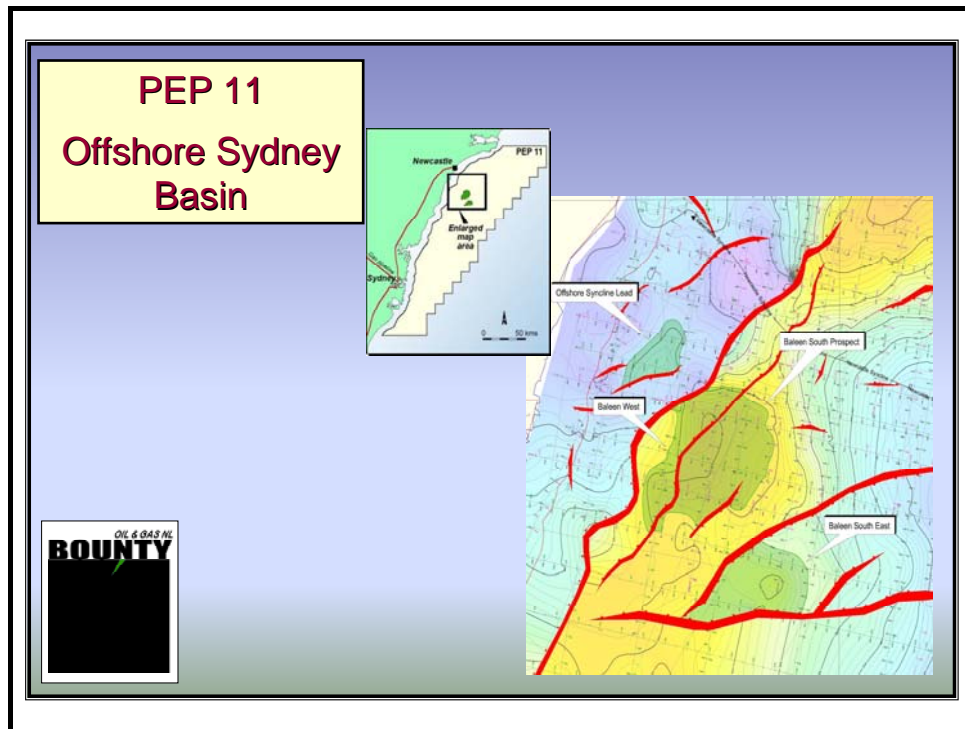 PEP 11
Offshore Sydney
Basin
Newcastle
PEP 11
Enlarged
map
area
Sydney
0 50 kms
Offshore Syncline Lead
Baleen South Prospect
Baleen West
Baleen South East
OIL & GAS NL
BOUNTY